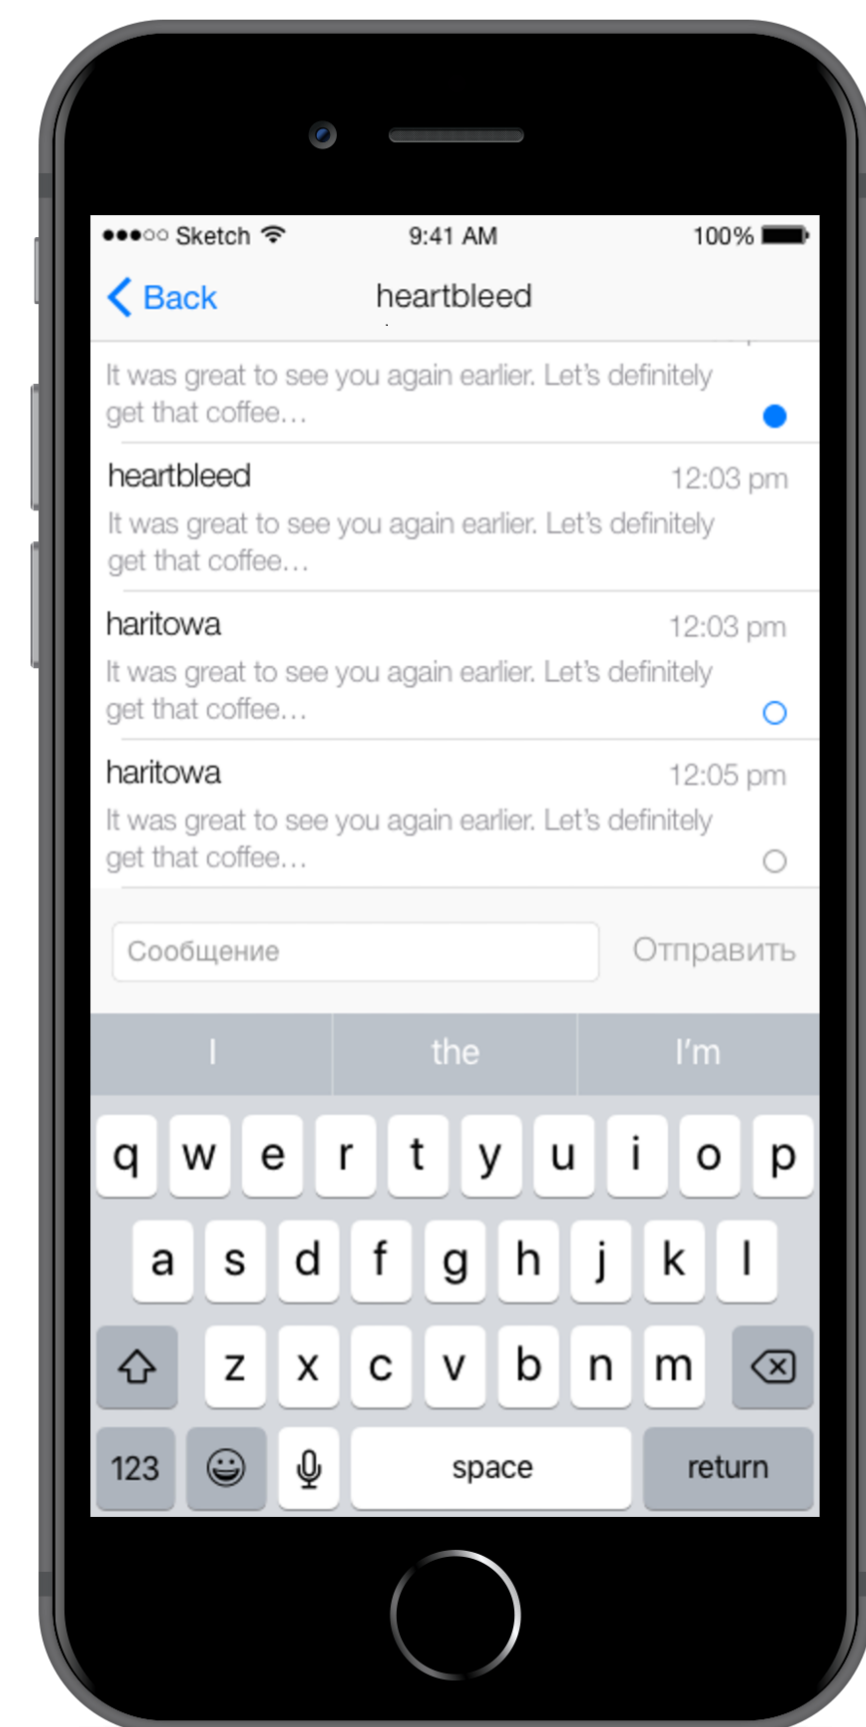 Sketch 9:41 AM 100%
Back heartbleed
It was great to see you again earlier. Let's definitely
get that coffee…
heartbleed 12:03 pm
It was great to see you again earlier. Let's definitely
get that coffee…
haritowa 12:03 pm
It was great to see you again earlier. Let's definitely
get that coffee…
haritowa 12:05 pm
It was great to see you again earlier. Let's definitely
get that coffee…
Сообщение Отправить
I the I'm
q w e r t y u i o p
a s d f g h j k l
z x c v b n m
123 space return